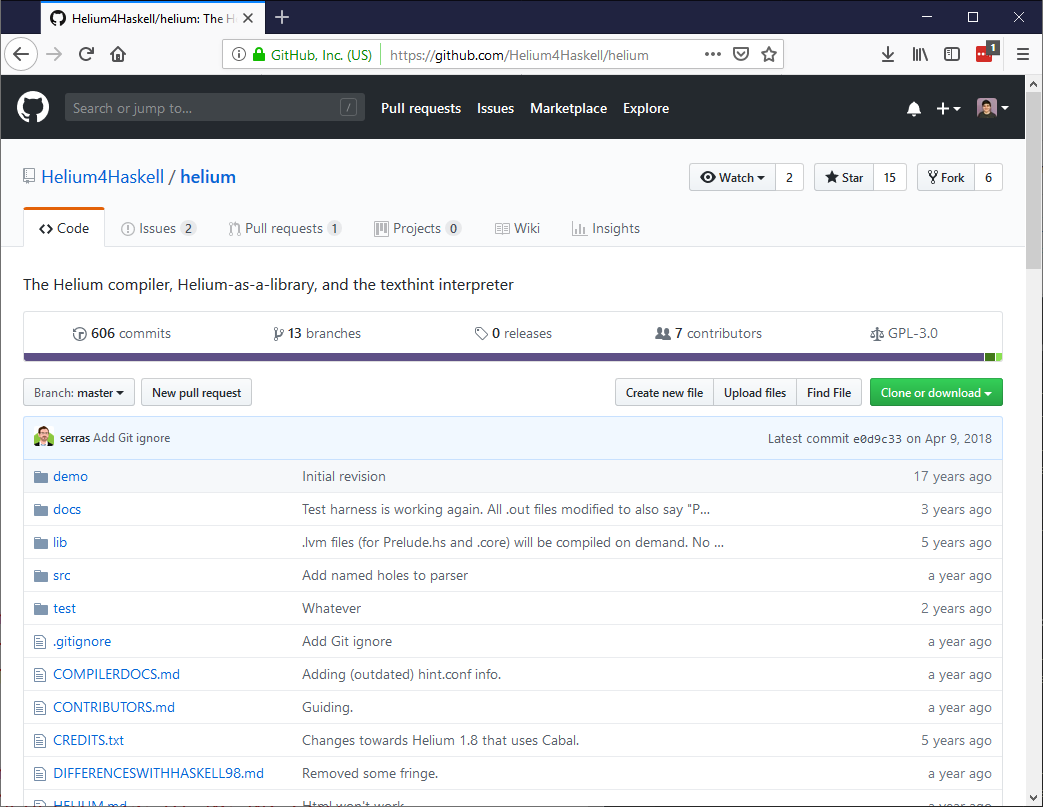 Helium4Haskell/helium: The H
GitHub, Inc. (US) https://github.com/Helium4Haskell/helium 1
Search or jump to... / Pull requests Issues Marketplace Explore
Helium4Haskell / helium Watch 2 Star 15 Fork 6
Code Issues 2 Pull requests 1 Projects 0 Wiki Insights
The Helium compiler, Helium-as-a-library, and the texthint interpreter
606 commits 13 branches 0 releases 7 contributors GPL-3.0
Branch: master New pull request Create new file Upload files Find File Clone or download
serras Add Git ignore Latest commit e0d9c33 on Apr 9, 2018
demo Initial revision 17 years ago
docs Test harness is working again. All .out files modified to also say "P... 3 years ago
lib .lvm files (for Prelude.hs and .core) will be compiled on demand. No ... 5 years ago
src Add named holes to parser a year ago
test Whatever 2 years ago
.gitignore Add Git ignore a year ago
COMPILERDOCS.md Adding (outdated) hint.conf info. a year ago
CONTRIBUTORS.md Guiding. a year ago
CREDITS.txt Changes towards Helium 1.8 that uses Cabal. 5 years ago
DIFFERENCESWITHHASKELL98.md Removed some fringe. a year ago
HELIUM.md Html won't work a year ago